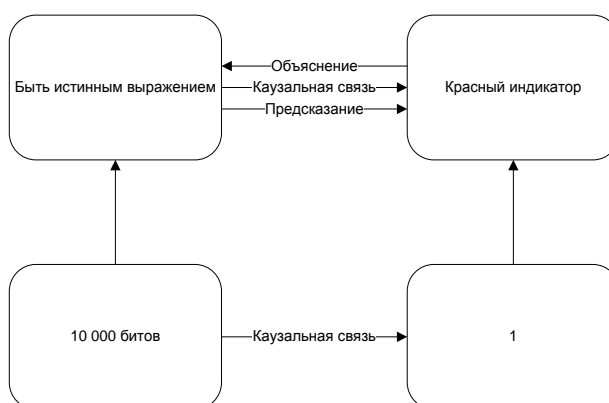 Объяснение
Быть истинным выражением
Каузальная связь
Красный индикатор
Предсказание
10 000 битов
Каузальная связь
1